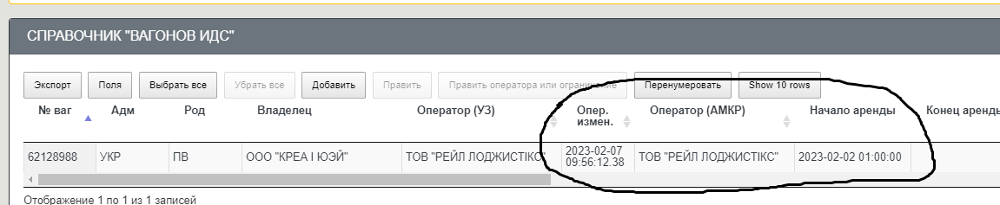 СПРАВОЧНИК "ВАГОНОВ ИДС"
Экспорт Поля Выбрать все Убрать все Добавить Править Править оператора или ограничение Перенумеровать Show 10 rows
№ ваг Адм Род Владелец Оператор (УЗ) Опер. измен. Оператор (АМКР) Начало аренды Конец аренды
62128988 УКР ПВ ООО "КРЕА І ЮЭЙ" ТОВ "РЕЙЛ ЛОДЖИСТІКС" 2023-02-07 09:56:12.38 ТОВ "РЕЙЛ ЛОДЖИСТІКС" 2023-02-02 01:00:00
Отображение 1 по 1 из 1 записей